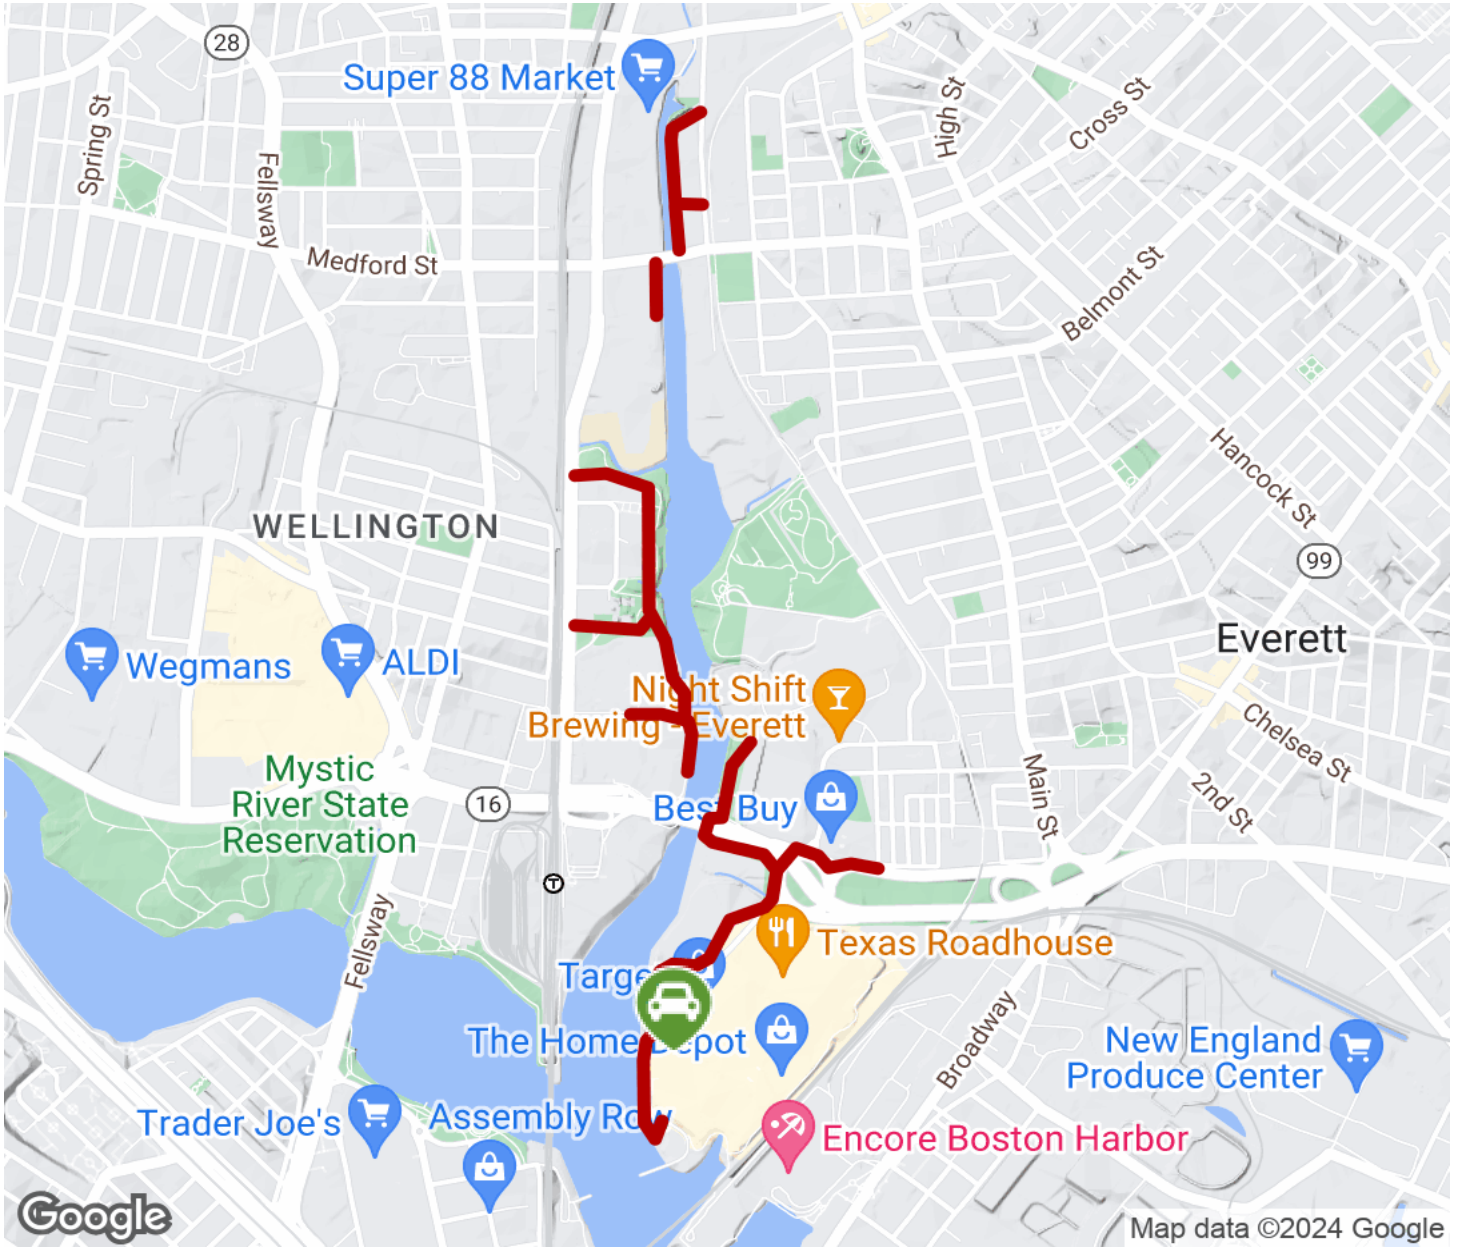 28
Super 88 Market
High St
Cross St
Spring St
Fellsway
Medford St
Belmont St
Hancock St
WELLINGTON
99
Everett
Wegmans
ALDI
Night Shift
Brewing - Everett
Chelsea St
Mystic
River State
Reservation
16
Best Buy
Main St
2nd St
T
Fellsway
Texas Roadhouse
Target
The Home Depot
Broadway
New England
Produce Center
Trader Joe's
Assembly Row
Encore Boston Harbor
Google
Map data ©2024 Google